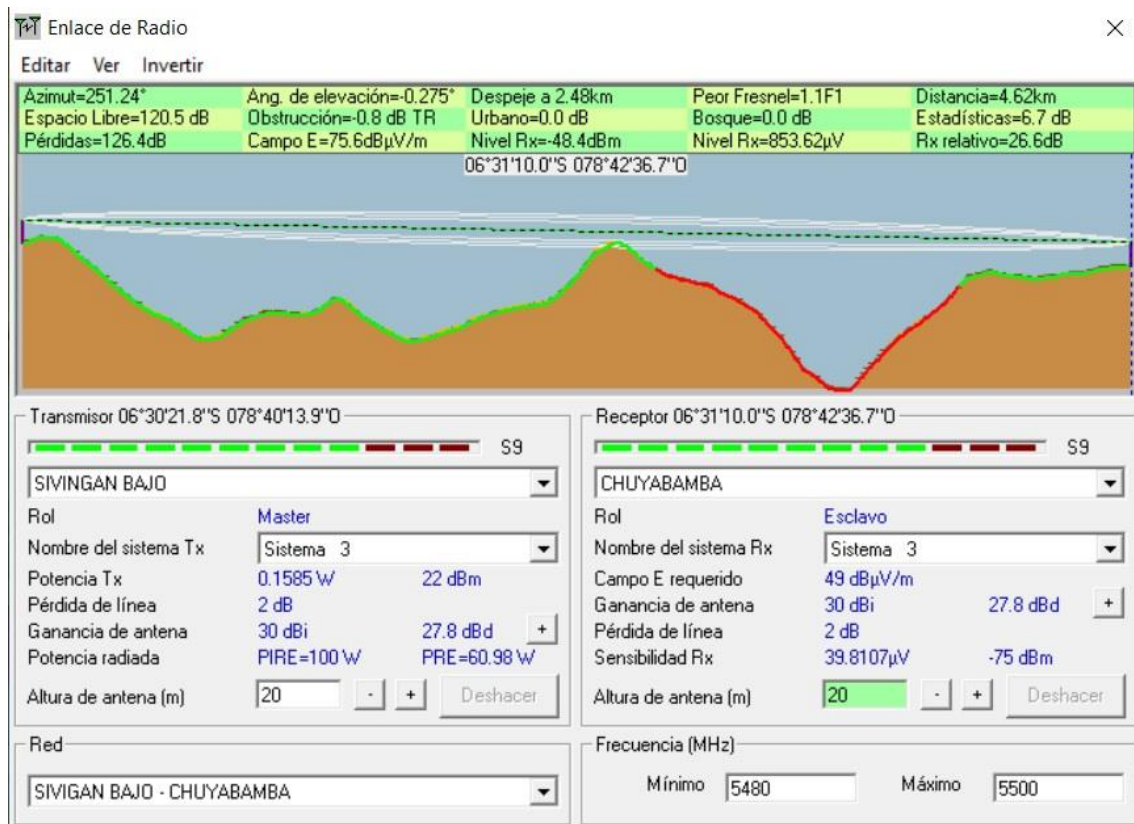 Enlace de Radio
Editar Ver Invertir
Azimut=251.24° Ang. de elevación=-0.275° Despeje a 2.48km Peor Fresnel=1.1F1 Distancia=4.62km
Espacio Libre=120.5 dB Obstrucción=-0.8 dB TR Urbano=0.0 dB Bosque=0.0 dB Estadísticas=6.7 dB
Pérdidas=126.4dB Campo E=75.6dBµV/m Nivel Rx=-48.4dBm Nivel Rx=853.62µV Rx relativo=26.6dB
06°31'10.0"S 078°42'36.7"O
Transmisor 06°30'21.8"S 078°40'13.9"O
S9
SIVINGAN BAJO
Rol Master
Nombre del sistema Tx Sistema 3
Potencia Tx 0.1585 W 22 dBm
Pérdida de línea 2 dB
Ganancia de antena 30 dBi 27.8 dBd +
Potencia radiada PIRE=100 W PRE=60.98 W
Altura de antena (m) 20 - + Deshacer
Red
SIVIGAN BAJO - CHUYABAMBA
Receptor 06°31'10.0"S 078°42'36.7"O
S9
CHUYABAMBA
Rol Esclavo
Nombre del sistema Rx Sistema 3
Campo E requerido 49 dBµV/m
Ganancia de antena 30 dBi 27.8 dBd +
Pérdida de línea 2 dB
Sensibilidad Rx 39.8107µV -75 dBm
Altura de antena (m) 20 - + Deshacer
Frecuencia (MHz)
Mínimo 5480 Máximo 5500